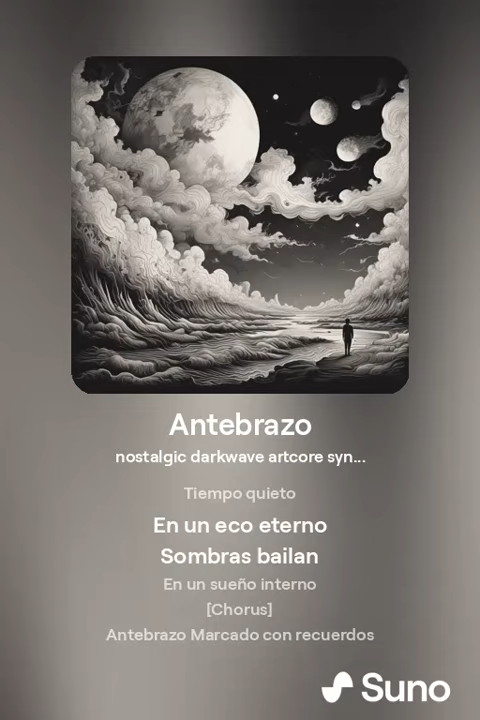 Antebrazo
nostalgic darkwave artcore syn...
Tiempo quieto
En un eco eterno
Sombras bailan
En un sueño interno
[Chorus]
Antebrazo Marcado con recuerdos
Suno